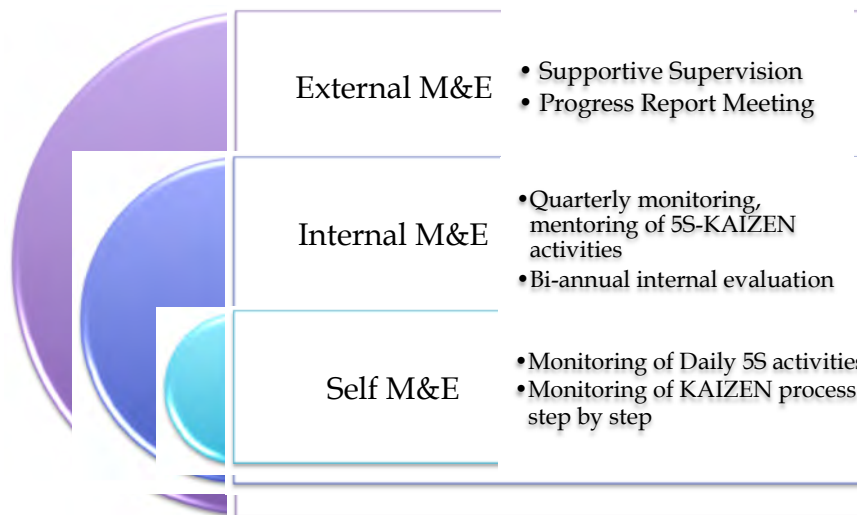 External M&E
• Supportive Supervision
• Progress Report Meeting
Internal M&E
•Quarterly monitoring,
mentoring of 5S-KAIZEN
activities
•Bi-annual internal evaluation
Self M&E
•Monitoring of Daily 5S activities
•Monitoring of KAIZEN process
step by step